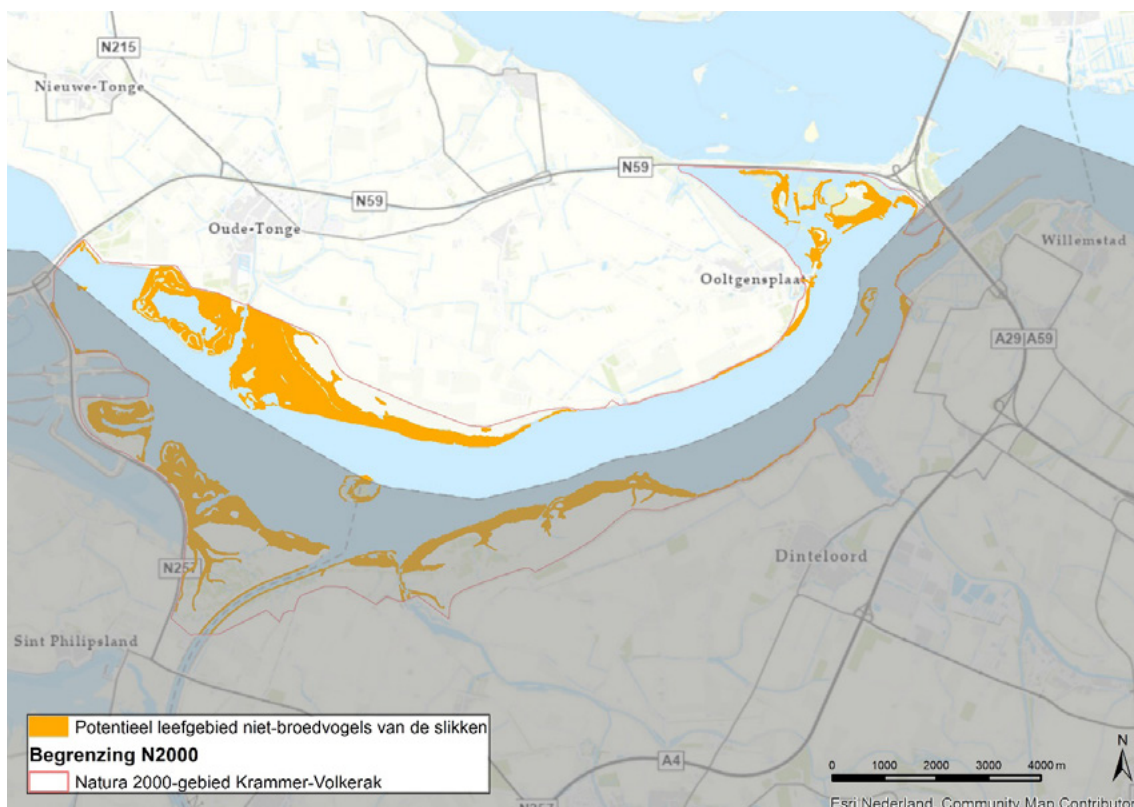 N215
Nieuwe-Tonge
N59
N59
Oude-Tonge
Willemstad
Ooltgensplaat
A29|A59
Dinteloord
N257
Sint Philipsland
Potentieel leefgebied niet-broedvogels van de slikken
Begrenzing N2000
Natura 2000-gebied Krammer-Volkerak
A4
N257
N
0 1000 2000 3000 4000 m
Esri Nederland, Community Map Contributo